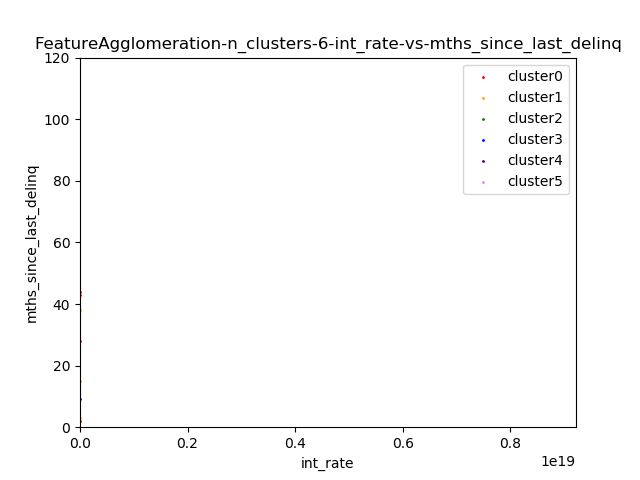 FeatureAgglomeration-n_clusters-6-int_rate-vs-mths_since_last_delinq
120
100
80
60
40
20
0
mths_since_last_delinq
cluster0
cluster1
cluster2
cluster3
cluster4
cluster5
0.0 0.2 0.4 0.6 0.8
1e19
int_rate